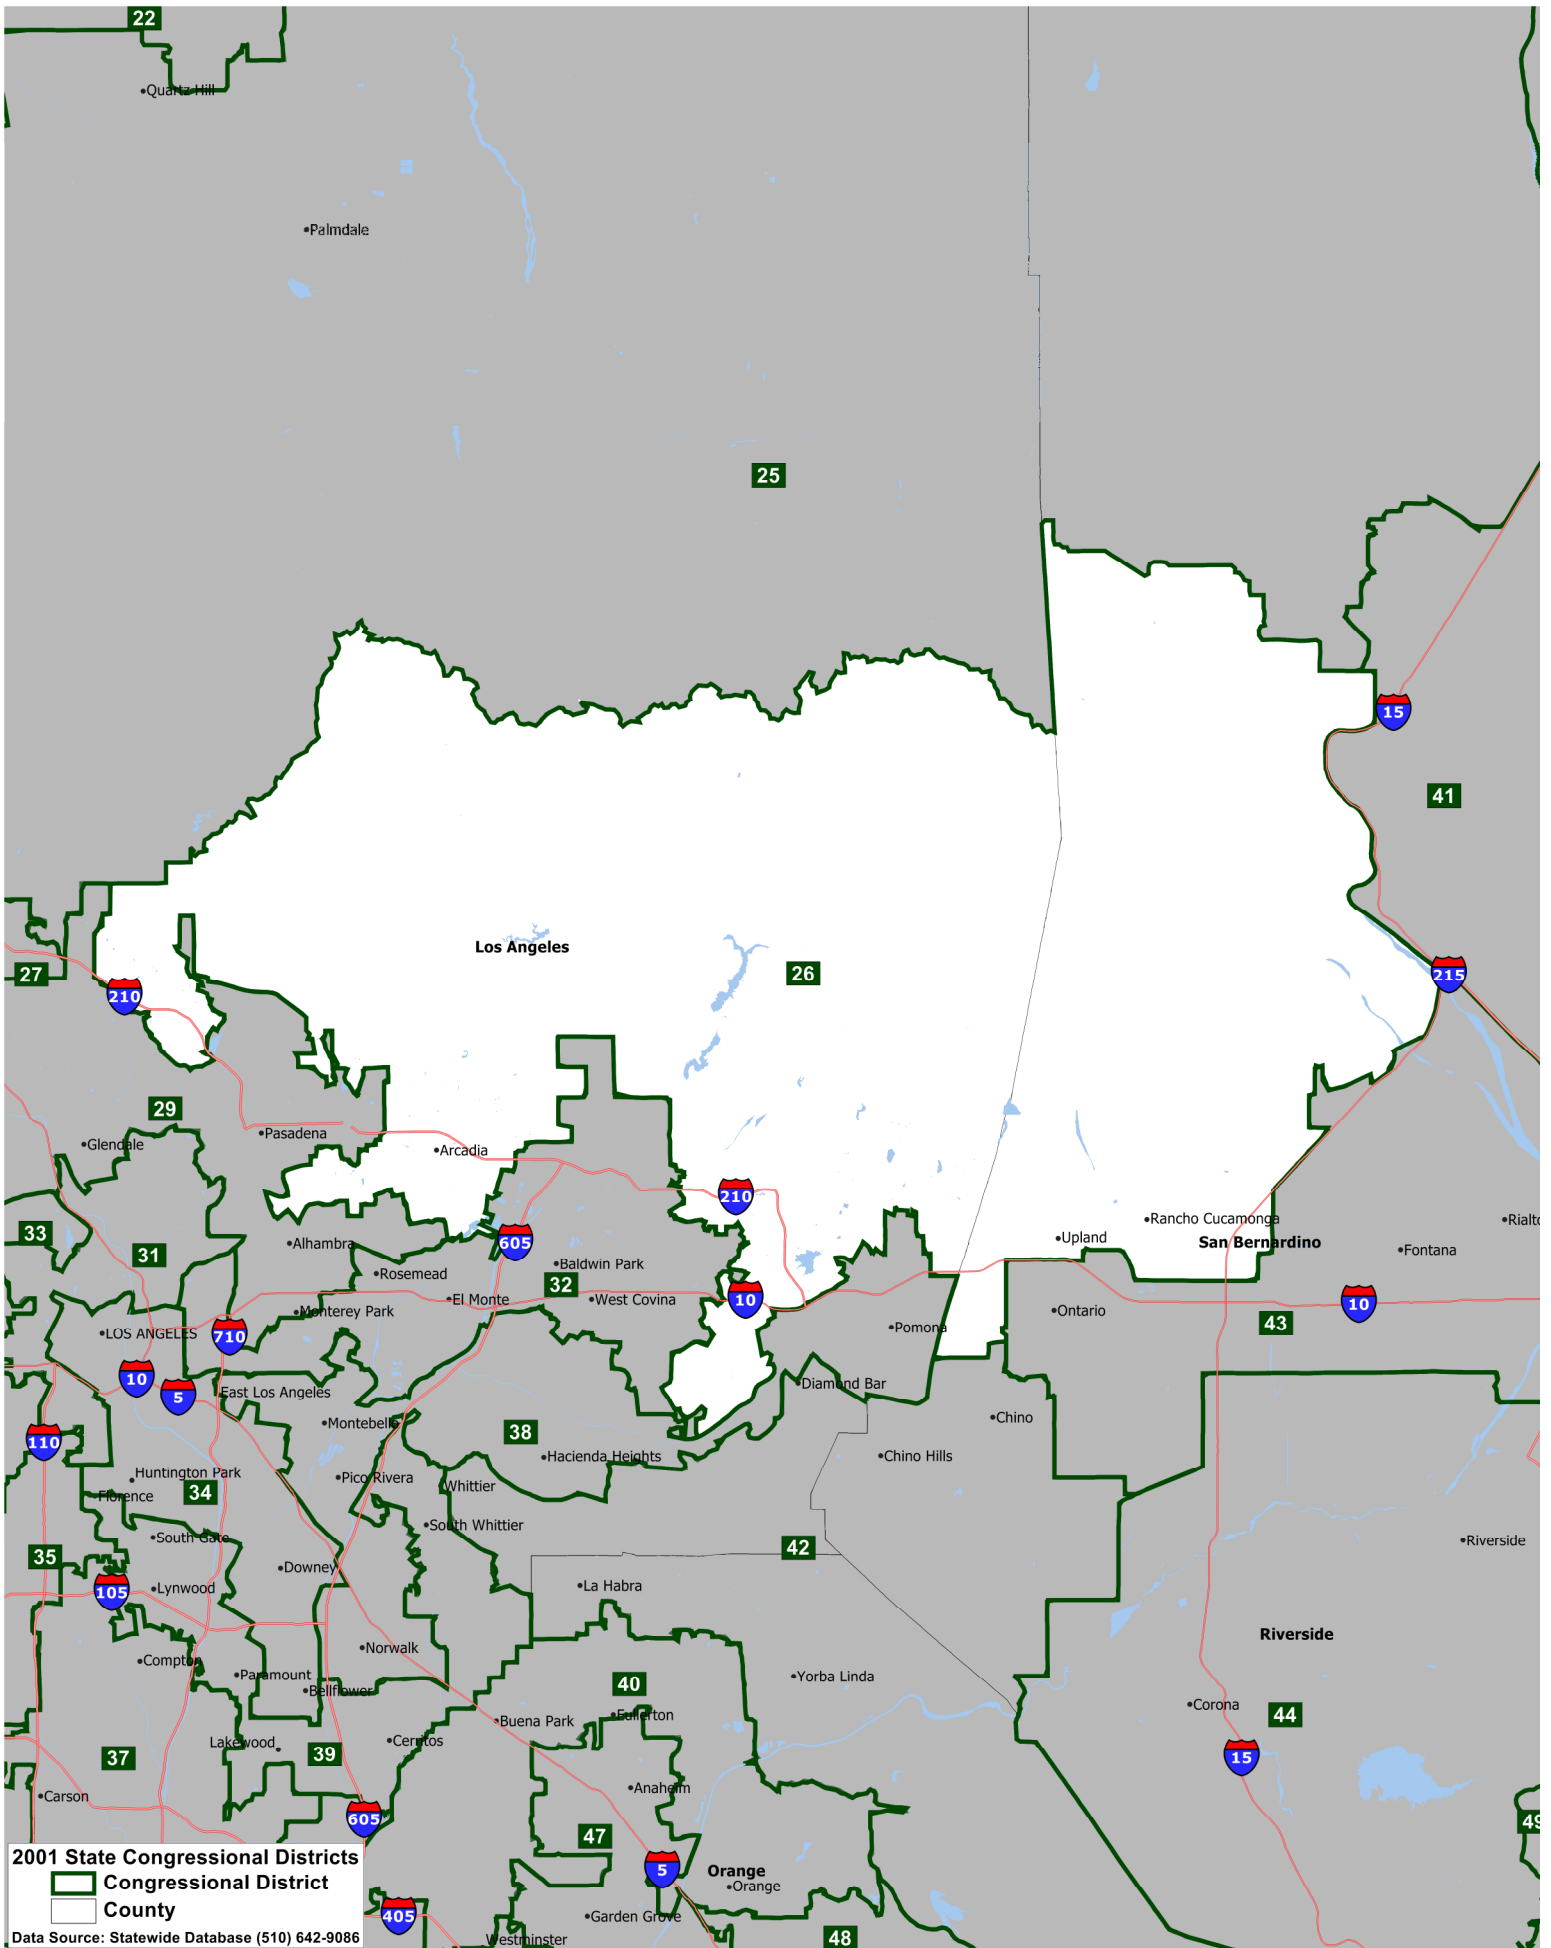 22
Quartz Hill
Palmdale
25
15
41
Los Angeles
26
27
210
215
29
Glendale
Pasadena
Arcadia
210
33
31
Alhambra
605
Rancho Cucamonga
Rialto
Upland
San Bernardino
Fontana
Rosemead
Baldwin Park
32
El Monte
West Covina
10
10
Monterey Park
Ontario
43
LOS ANGELES
710
Pomona
10
5
East Los Angeles
Diamond Bar
Montebello
Chino
110
38
Hacienda Heights
Chino Hills
Huntington Park
Pico Rivera
Whittier
34
Florence
South Whittier
South Gate
Riverside
35
Downey
42
105
Lynwood
La Habra
Riverside
Norwalk
Compton
Paramount
Yorba Linda
Bellflower
40
Corona
Buena Park
Fullerton
44
Lakewood
Cerritos
37
39
15
Anaheim
Carson
605
49
47
2001 State Congressional Districts
5
Orange
Congressional District
Orange
County
405
Garden Grove
Data Source: Statewide Database (510) 642-9086
Westminster
48